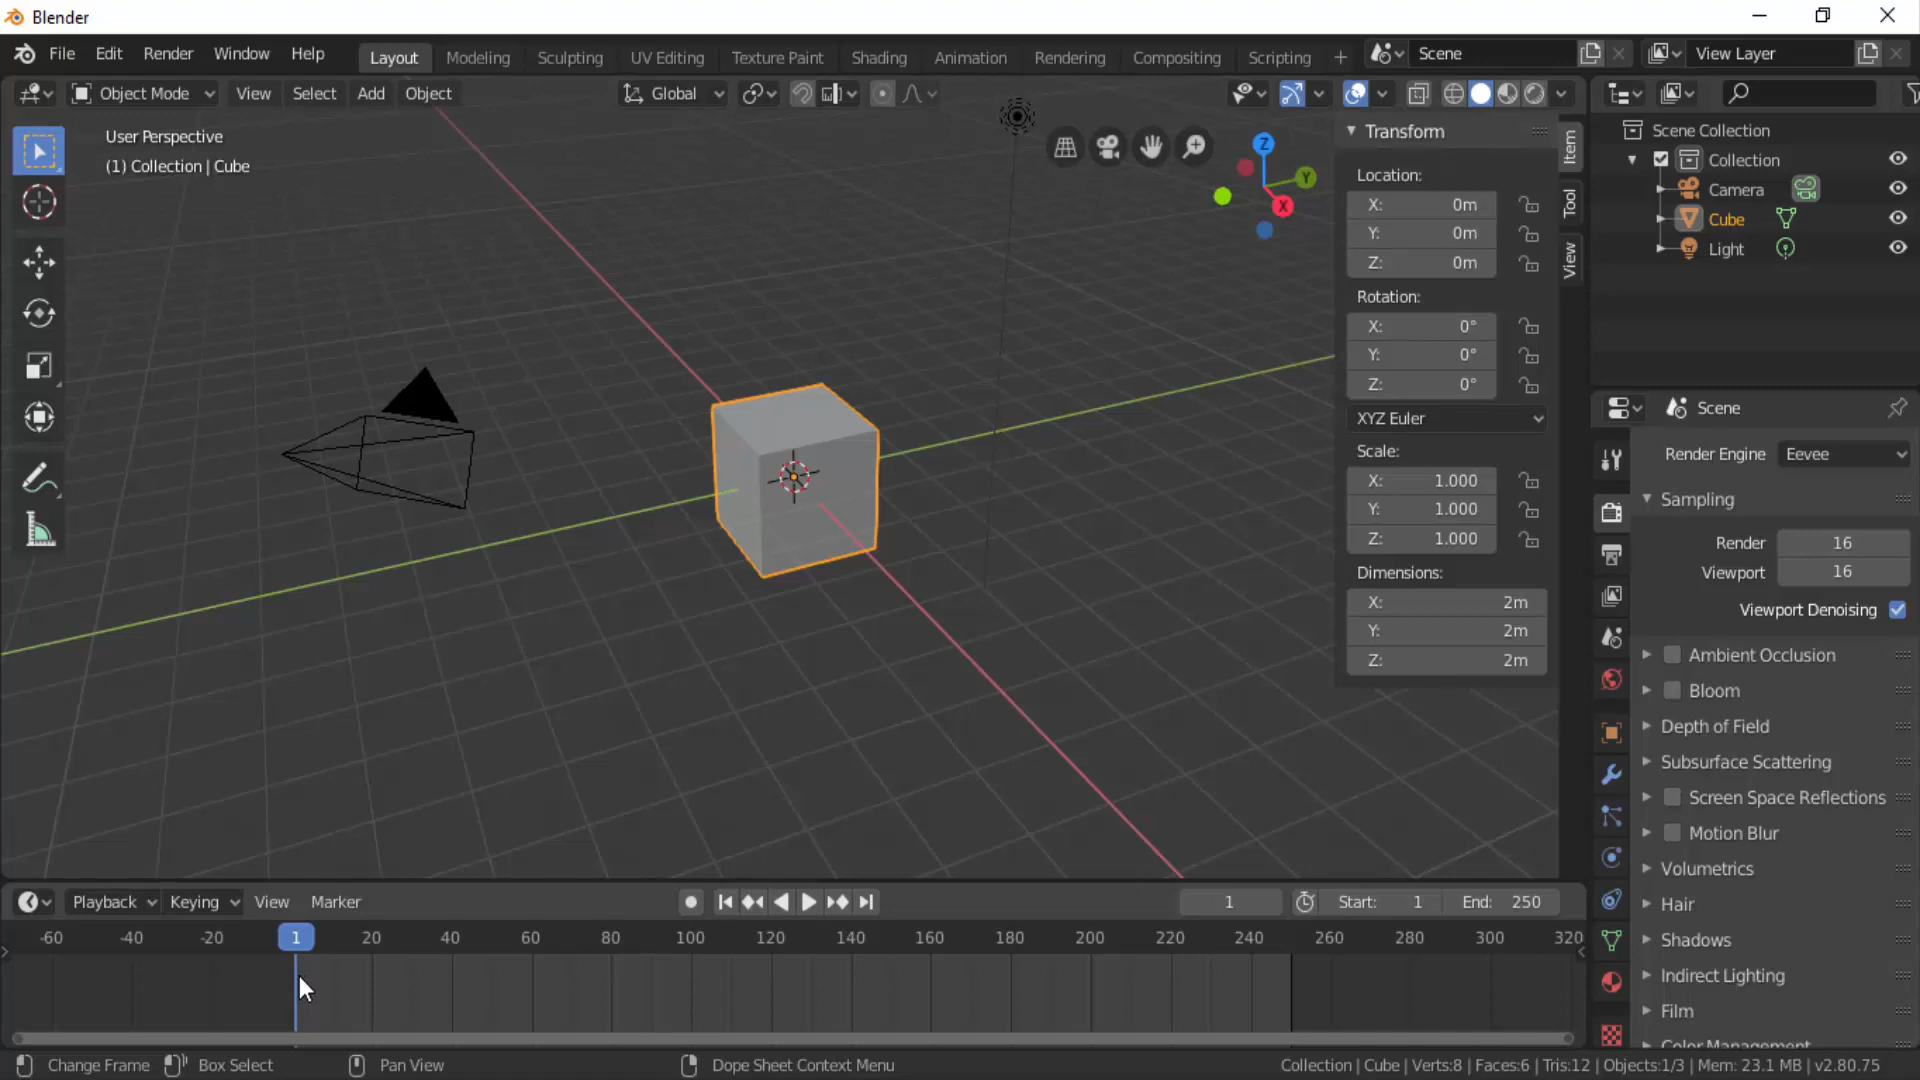 Blender
File Edit Render Window Help Layout Modeling Sculpting UV Editing Texture Paint Shading Animation Rendering Compositing Scripting + Scene View Layer
Object Mode View Select Add Object Global
User Perspective
(1) Collection | Cube
Z
Y
X
Transform
Location:
X: 0m
Y: 0m
Z: 0m
Rotation:
X: 0°
Y: 0°
Z: 0°
XYZ Euler
Scale:
X: 1.000
Y: 1.000
Z: 1.000
Dimensions:
X: 2m
Y: 2m
Z: 2m
Item
Tool
View
Scene Collection
Collection
Camera
Cube
Light
Scene
Render Engine Eevee
Sampling
Render 16
Viewport 16
Viewport Denoising
Ambient Occlusion
Bloom
Depth of Field
Subsurface Scattering
Screen Space Reflections
Motion Blur
Volumetrics
Hair
Shadows
Indirect Lighting
Film
Color Management
Playback Keying View Marker 1 Start: 1 End: 250
-60 -40 -20 1 20 40 60 80 100 120 140 160 180 200 220 240 260 280 300 320
Change Frame Box Select Pan View Dope Sheet Context Menu Collection | Cube | Verts:8 | Faces:6 | Tris:12 | Objects:1/3 | Mem: 23.1 MB | v2.80.75